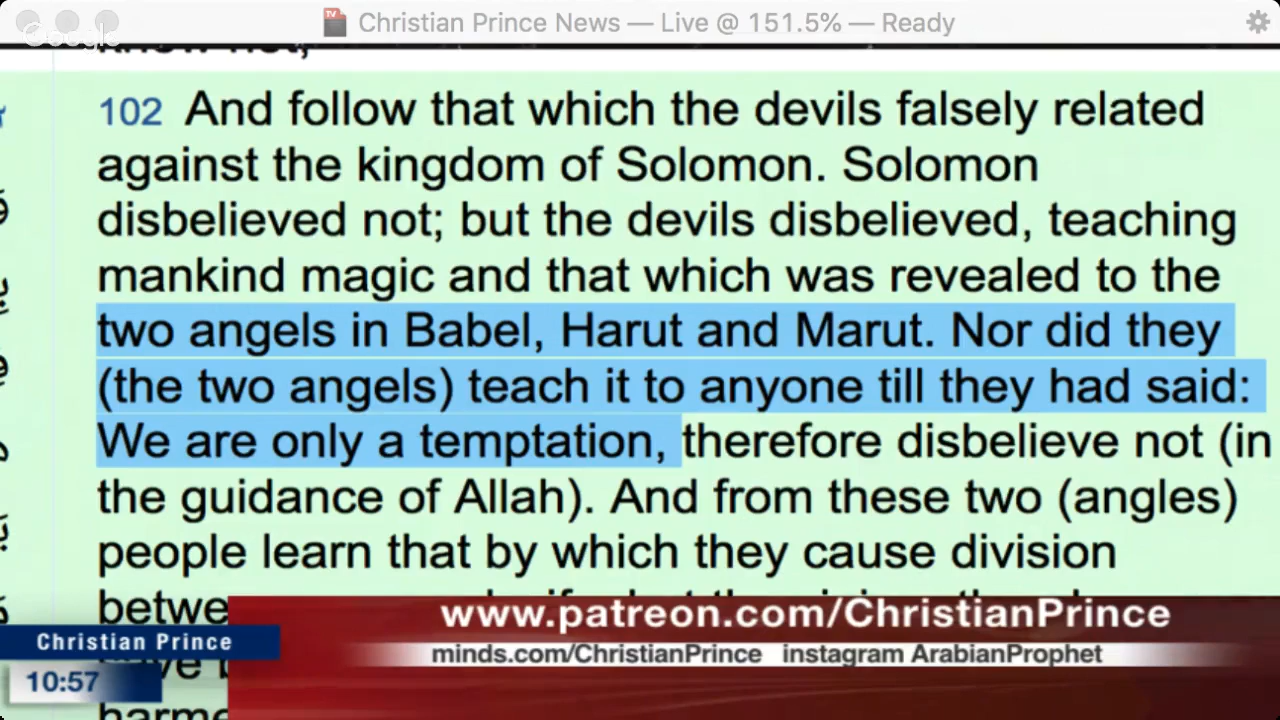 Christian Prince News — Live @ 151.5% — Ready
Google
know not,
102 And follow that which the devils falsely related
against the kingdom of Solomon. Solomon
disbelieved not; but the devils disbelieved, teaching
mankind magic and that which was revealed to the
two angels in Babel, Harut and Marut. Nor did they
(the two angels) teach it to anyone till they had said:
We are only a temptation, therefore disbelieve not (in
the guidance of Allah). And from these two (angles)
people learn that by which they cause division
www.patreon.com/ChristianPrince
Christian Prince
minds.com/ChristianPrince instagram ArabianProphet
10:57